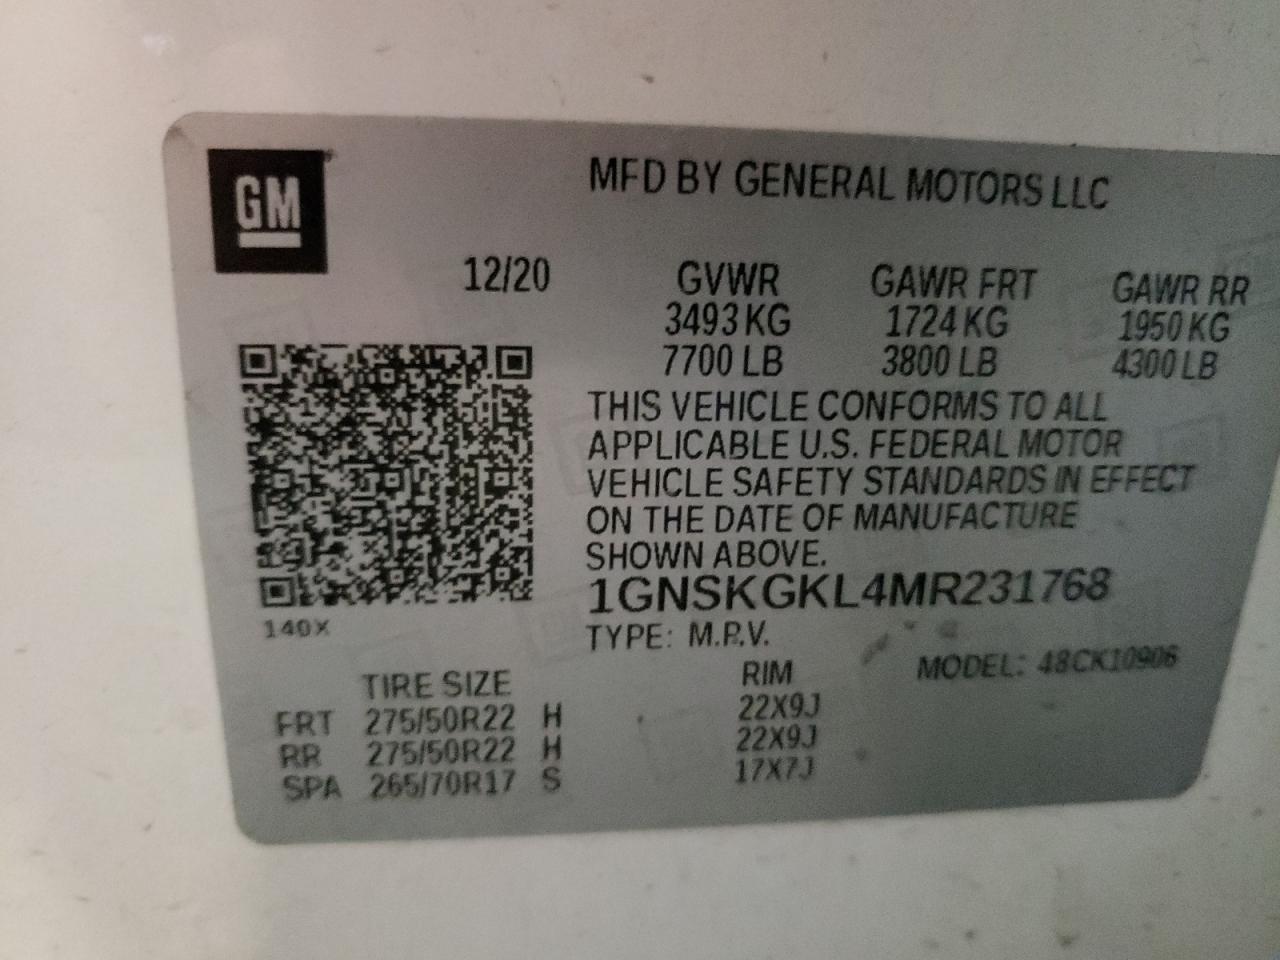 GM
MFD BY GENERAL MOTORS LLC
12/20 GVWR GAWR FRT GAWR RR
3493 KG 1724 KG 1950 KG
7700 LB 3800 LB 4300 LB
THIS VEHICLE CONFORMS TO ALL
APPLICABLE U.S. FEDERAL MOTOR
VEHICLE SAFETY STANDARDS IN EFFECT
ON THE DATE OF MANUFACTURE
SHOWN ABOVE.
1GNSKGKL4MR231768
140X
TYPE: M.P.V.
MODEL: 48CK10906
TIRE SIZE RIM
FRT 275/50R22 H 22X9J
RR 275/50R22 H 22X9J
SPA 265/70R17 S 17X7J